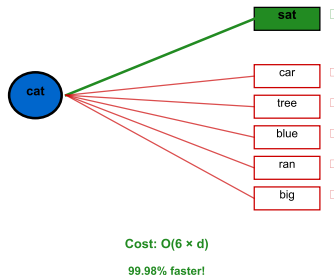 sat
cat
car
tree
blue
ran
big
Cost: O(6 × d)
99.98% faster!